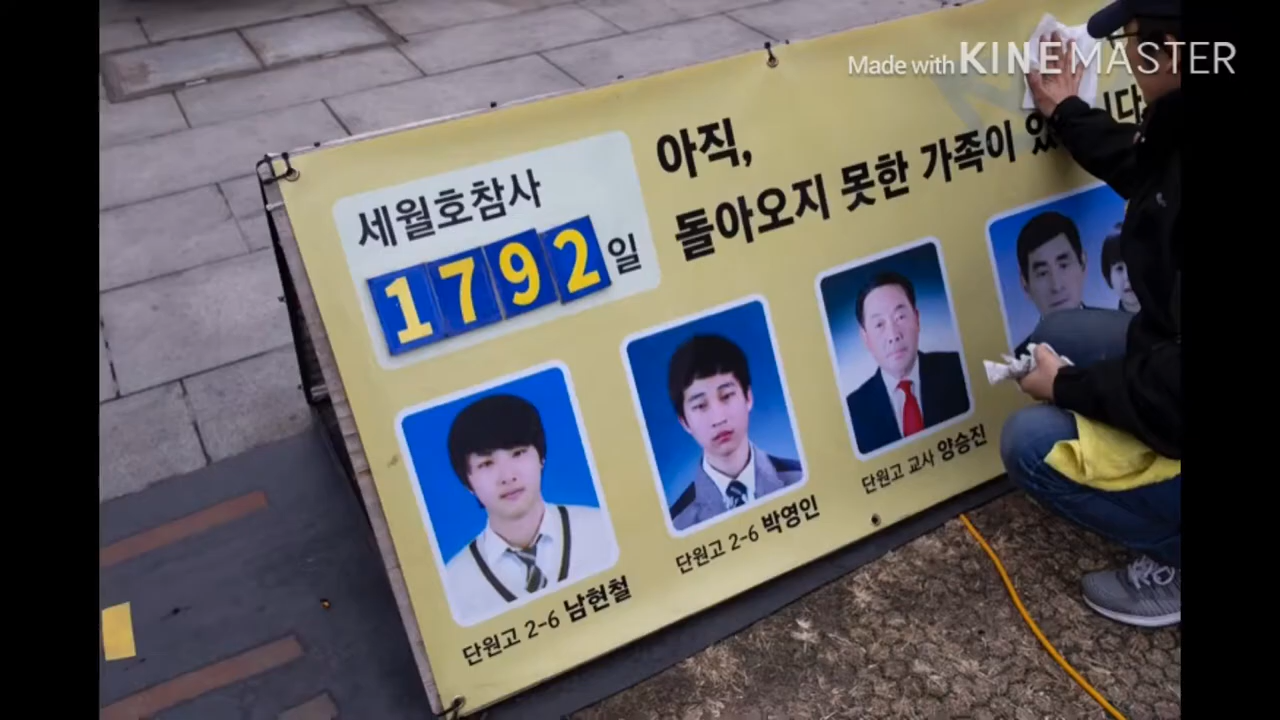 Made with KINEMASTER
세월호참사
1792일
아직,
돌아오지 못한 가족이
단원고 2-6 남현철
단원고 2-6 박영인
단원고 교사 양승진